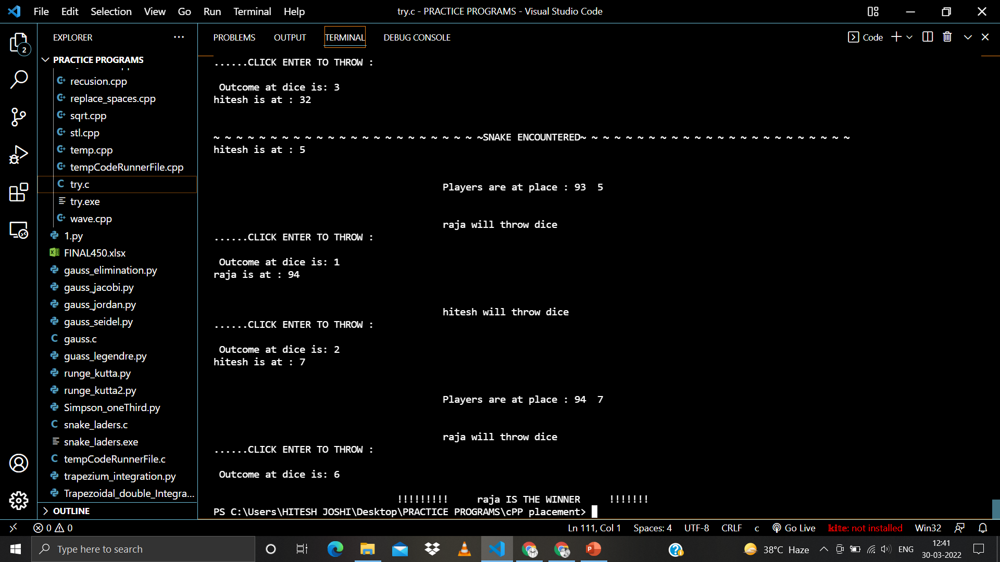 File Edit Selection View Go Run Terminal Help
try.c - PRACTICE PROGRAMS - Visual Studio Code
EXPLORER
PRACTICE PROGRAMS
recusion.cpp
replace_spaces.cpp
sqrt.cpp
stl.cpp
temp.cpp
tempCodeRunnerFile.cpp
try.c
try.exe
wave.cpp
1.py
FINAL450.xlsx
gauss_elimination.py
gauss_jacobi.py
gauss_jordan.py
gauss_seidel.py
gauss.c
guass_legendre.py
runge_kutta.py
runge_kutta2.py
Simpson_oneThird.py
snake_laders.c
snake_laders.exe
tempCodeRunnerFile.c
trapezium_integration.py
Trapezoidal_double_Integra...
OUTLINE
2
PROBLEMS OUTPUT TERMINAL DEBUG CONSOLE
Code
......CLICK ENTER TO THROW :
Outcome at dice is: 3
hitesh is at : 32
~ ~ ~ ~ ~ ~ ~ ~ ~ ~ ~ ~ ~ ~ ~ ~ ~ ~ ~ ~ ~ ~ ~ ~SNAKE ENCOUNTERED~ ~ ~ ~ ~ ~ ~ ~ ~ ~ ~ ~ ~ ~ ~ ~ ~ ~ ~ ~ ~ ~ ~ ~
hitesh is at : 5
Players are at place : 93 5
raja will throw dice
......CLICK ENTER TO THROW :
Outcome at dice is: 1
raja is at : 94
hitesh will throw dice
......CLICK ENTER TO THROW :
Outcome at dice is: 2
hitesh is at : 7
Players are at place : 94 7
raja will throw dice
......CLICK ENTER TO THROW :
Outcome at dice is: 6
!!!!!!!!! raja IS THE WINNER !!!!!!!
PS C:\Users\HITESH JOSHI\Desktop\PRACTICE PROGRAMS\cPP placement>
0 0
Ln 111, Col 1 Spaces: 4 UTF-8 CRLF c Go Live kite: not installed Win32
Type here to search
38°C Haze
ENG
12:41
30-03-2022